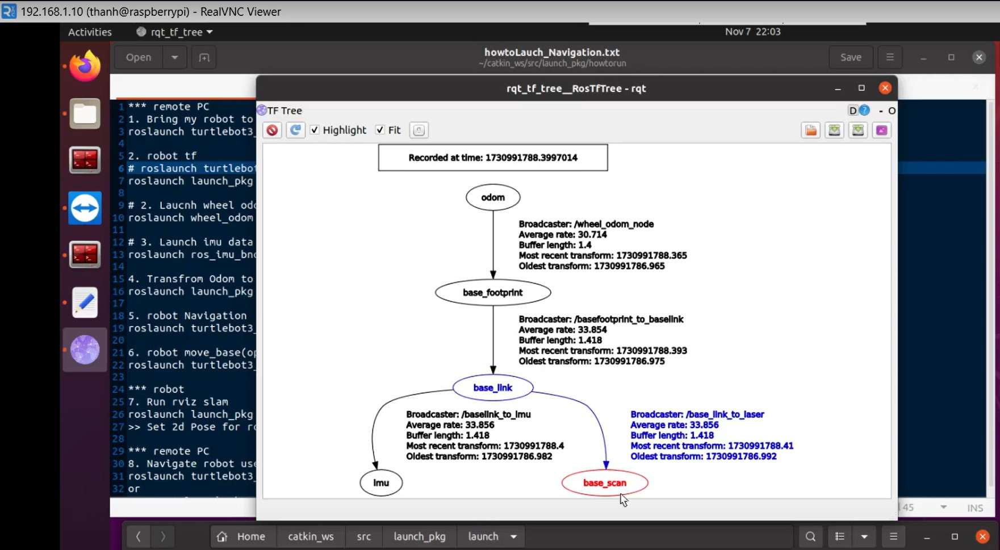 192.168.1.10 (thanh@raspberrypi) - RealVNC Viewer
Activities
rqt_tf_tree
Nov 7 22:03
Open
howtoLauch_Navigation.txt
~/catkin_ws/src/launch_pkg/howtorun
Save
rqt_tf_tree__RosTfTree - rqt
TF Tree
D
?
- O
Highlight
Fit
1 *** remote PC
2 1. Bring my robot to
3 roslaunch turtlebot3_
4
5 2. robot tf
6 # roslaunch turtlebot
7 roslaunch launch_pkg
8
9 # 2. Laucnh wheel odo
10 roslaunch wheel_odom
11
12 # 3. Launch imu data
13 roslaunch ros_imu_bno
14
15 4. Transfrom Odom to
16 roslaunch launch_pkg
17
18 5. robot Navigation
19 roslaunch turtlebot3_
20
21 6. robot move_base(op
22 roslaunch turtlebot3_
23
24 *** robot
25 7. Run rviz slam
26 roslaunch launch_pkg
27 >> Set 2d Pose for ro
28
29 *** remote PC
30 8. Navigate robot use
31 roslaunch turtlebot3_
32 or
Recorded at time: 1730991788.3997014
odom
Broadcaster: /wheel_odom_node
Average rate: 30.714
Buffer length: 1.4
Most recent transform: 1730991788.365
Oldest transform: 1730991786.965
base_footprint
Broadcaster: /basefootprint_to_baselink
Average rate: 33.854
Buffer length: 1.418
Most recent transform: 1730991788.393
Oldest transform: 1730991786.975
base_link
Broadcaster: /baselink_to_imu
Average rate: 33.856
Buffer length: 1.418
Most recent transform: 1730991788.4
Oldest transform: 1730991786.982
Broadcaster: /base_link_to_laser
Average rate: 33.856
Buffer length: 1.418
Most recent transform: 1730991788.41
Oldest transform: 1730991786.992
imu
base_scan
45
INS
Home
catkin_ws
src
launch_pkg
launch